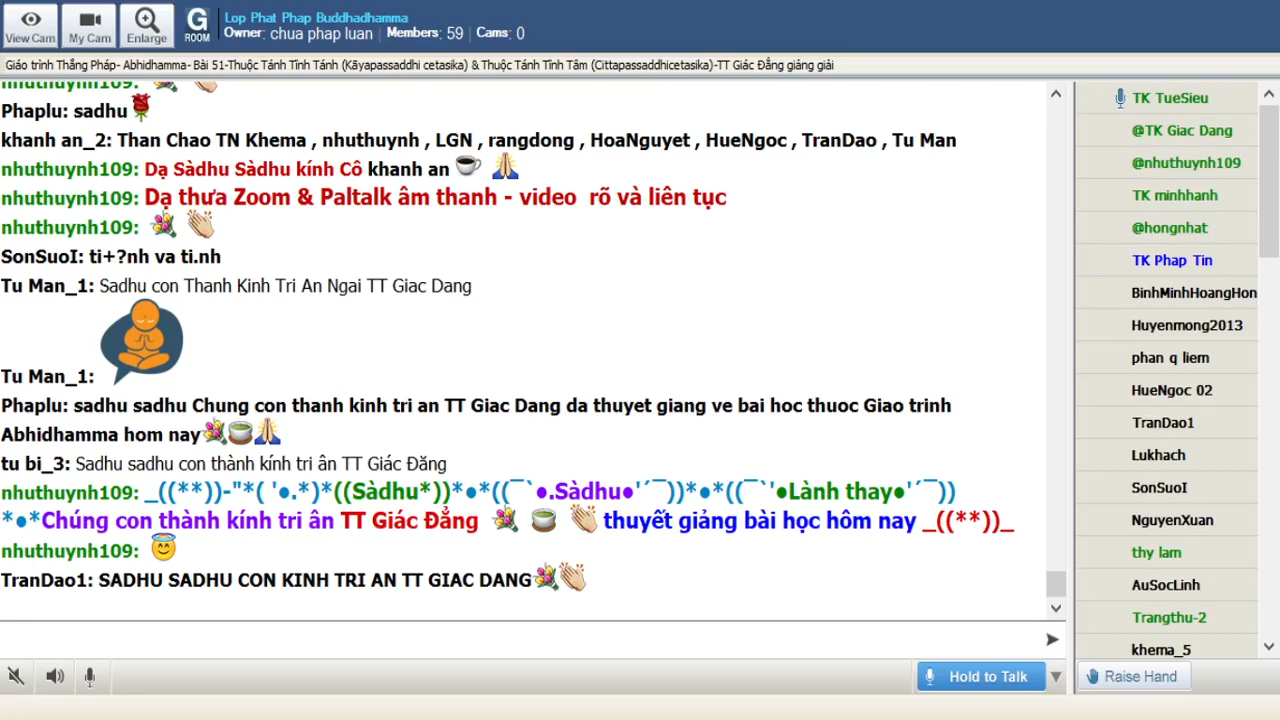 Lop Phat Phap Buddhadhamma
View Cam My Cam Enlarge G ROOM Owner: chua phap luan Members: 59 Cams: 0
Giáo trình Thắng Pháp- Abhidhamma- Bài 51-Thuộc Tánh Tĩnh Tánh (Kāyapassaddhi cetasika) & Thuộc Tánh Tĩnh Tâm (Cittapassaddhicetasika)-TT Giác Đẳng giảng giải
nhuthuynh109:
Phaplu: sadhu
khanh an_2: Than Chao TN Khema , nhuthuynh , LGN , rangdong , HoaNguyet , HueNgoc , TranDao , Tu Man
nhuthuynh109: Dạ Sàdhu Sàdhu kính Cô khanh an
nhuthuynh109: Dạ thưa Zoom & Paltalk âm thanh - video rõ và liên tục
nhuthuynh109:
SonSuoI: ti+?nh va ti.nh
Tu Man_1: Sadhu con Thanh Kinh Tri An Ngai TT Giac Dang
Tu Man_1:
Phaplu: sadhu sadhu Chung con thanh kinh tri an TT Giac Dang da thuyet giang ve bai hoc thuoc Giao trinh
Abhidhamma hom nay
tu bi_3: Sadhu sadhu con thành kính tri ân TT Giác Đăng
nhuthuynh109: _((**))-"*( '●.*)*((Sàdhu*))*●*((¯`●.Sàdhu●'´¯))*●*((¯`'●Lành thay●'´¯))
*●*Chúng con thành kính tri ân TT Giác Đẳng thuyết giảng bài học hôm nay _((**))_
nhuthuynh109:
TranDao1: SADHU SADHU CON KINH TRI AN TT GIAC DANG
TK TueSieu
@TK Giac Dang
@nhuthuynh109
TK minhhanh
@hongnhat
TK Phap Tin
BinhMinhHoangHon
Huyenmong2013
phan q liem
HueNgoc 02
TranDao1
Lukhach
SonSuoI
NguyenXuan
thy lam
AuSocLinh
Trangthu-2
khema_5
Hold to Talk
Raise Hand